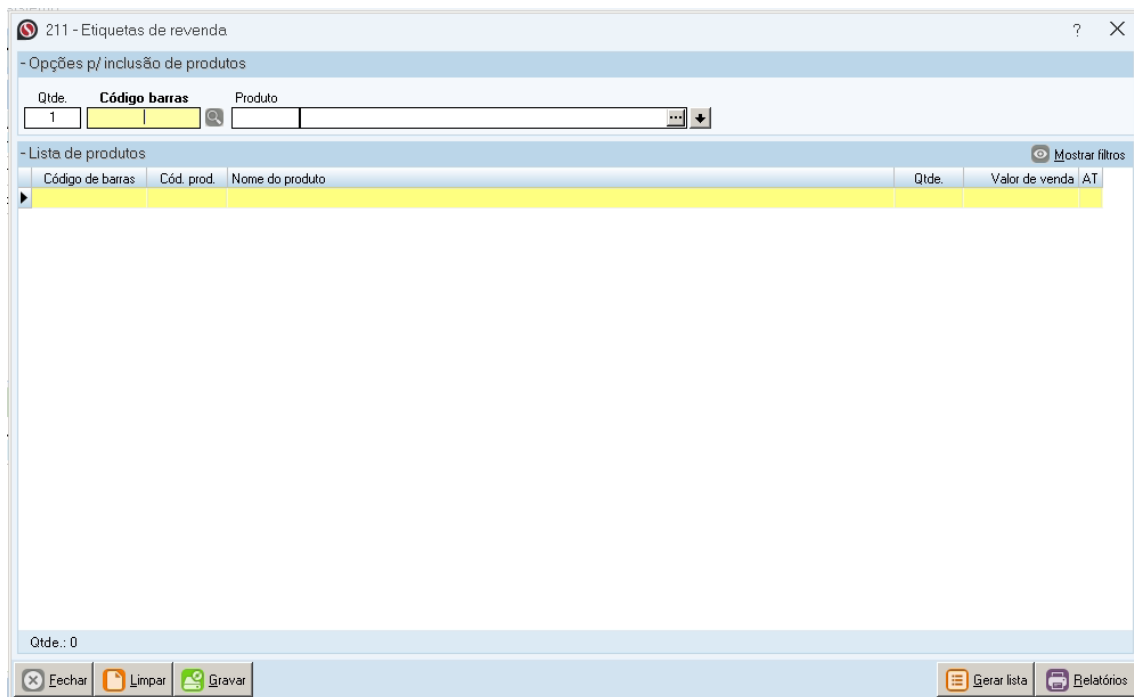 sistema
211 - Etiquetas de revenda ?
- Opções p/ inclusão de produtos
Qtde. Código barras Produto
1
- Lista de produtos Mostrar filtros
Código de barras Cód. prod. Nome do produto Qtde. Valor de venda AT
Qtde.: 0
Fechar Limpar Gravar Gerar lista Relatórios